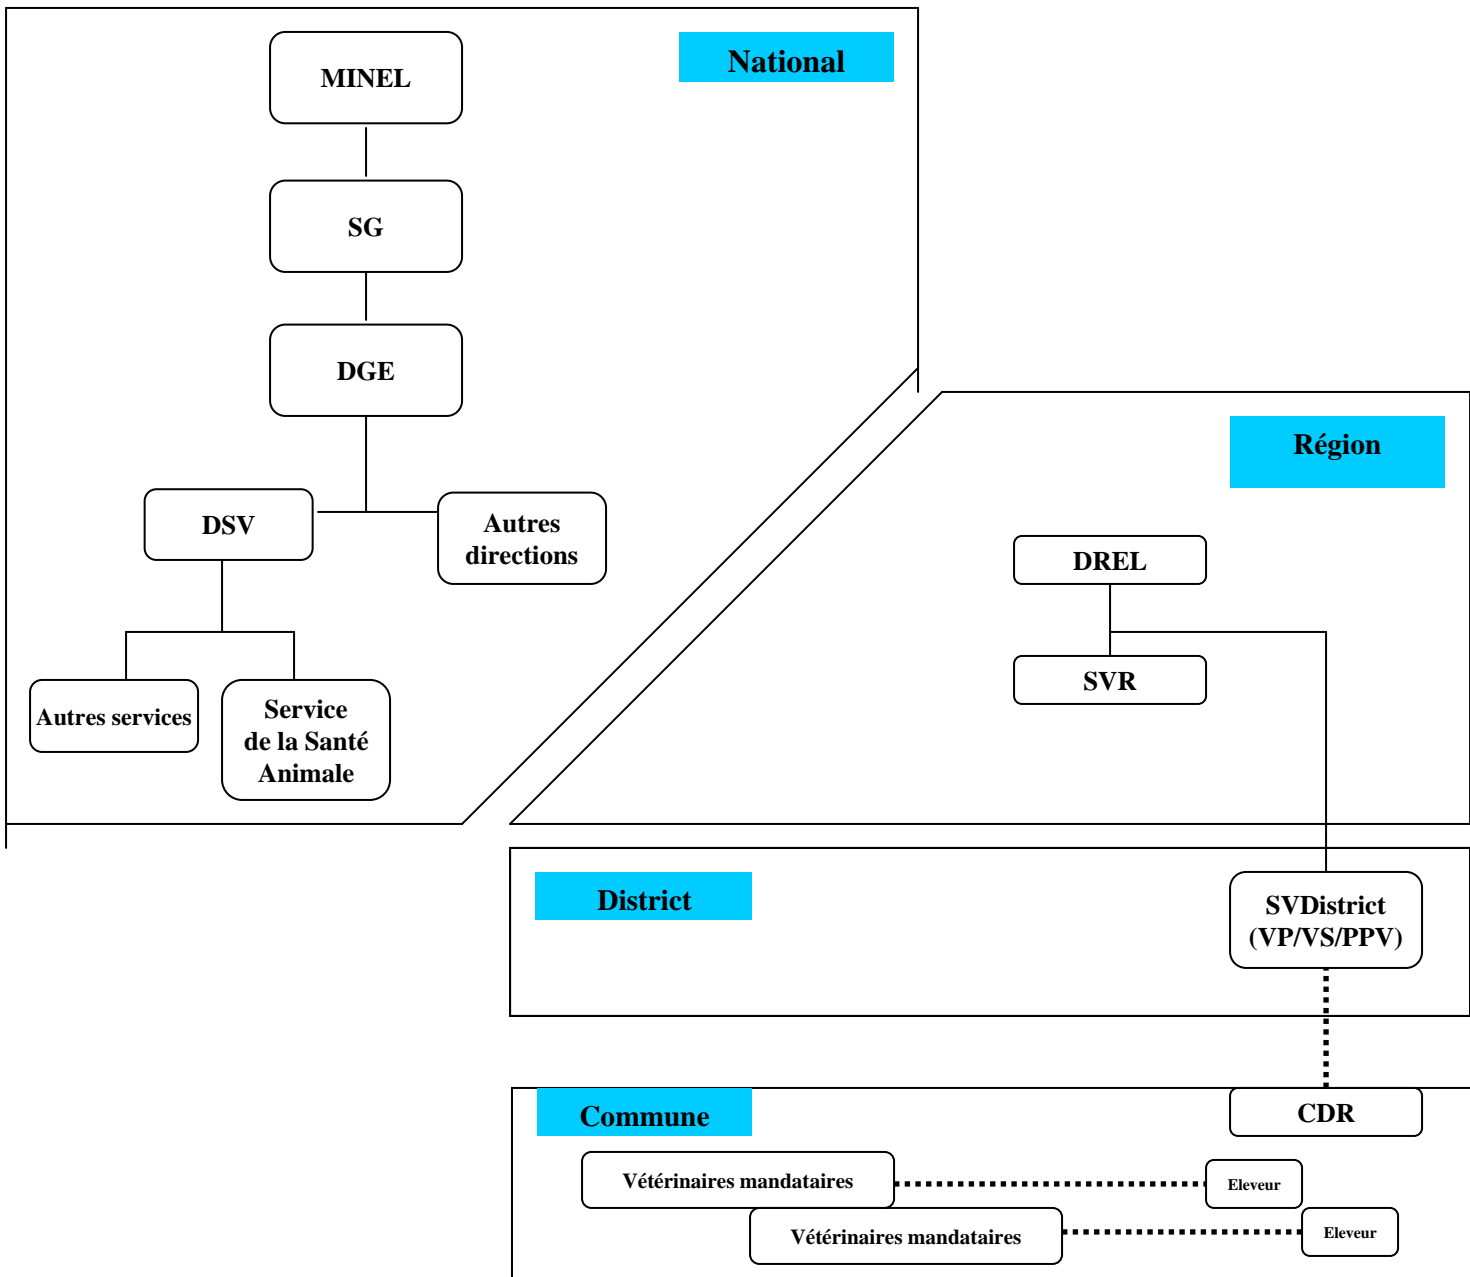 National
MINEL
SG
DGE
DSV
Autres
directions
Autres services
Service
de la Santé
Animale
Région
DREL
SVR
District
SVDistrict
(VP/VS/PPV)
Commune
CDR
Vétérinaires mandataires
Eleveur
Vétérinaires mandataires
Eleveur